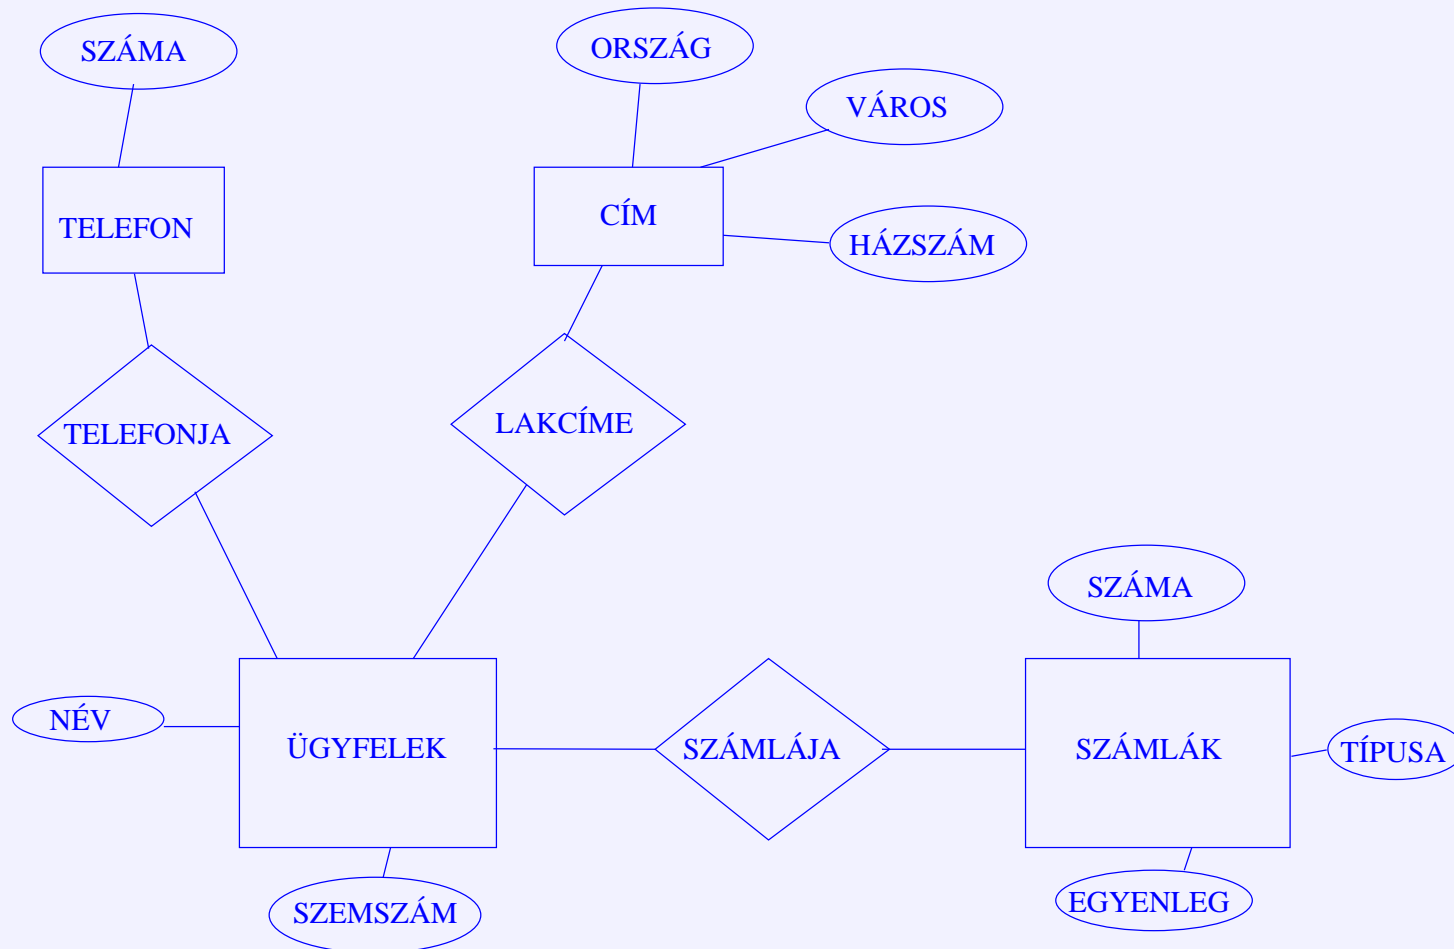 SZÁMA
ORSZÁG
VÁROS
TELEFON
CÍM
HÁZSZÁM
TELEFONJA
LAKCÍME
SZÁMA
NÉV
ÜGYFELEK
SZÁMLÁJA
SZÁMLÁK
TÍPUSA
SZEMSZÁM
EGYENLEG